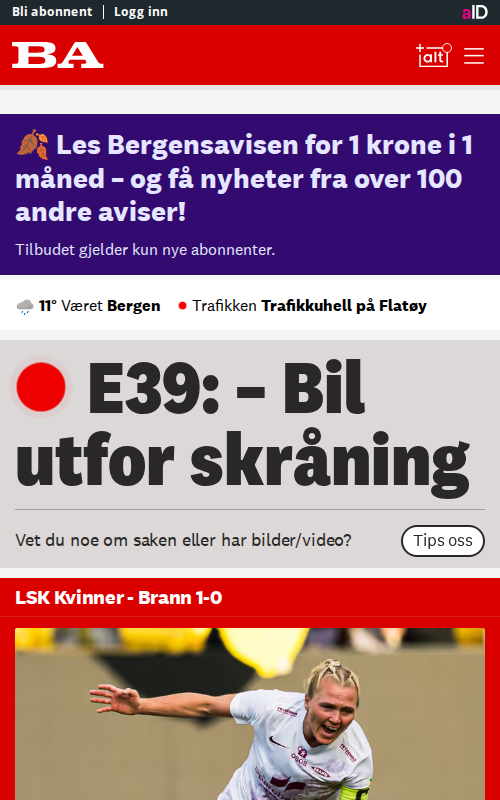 Bli abonnent | Logg inn
aID
BA
+alt
🍂 Les Bergensavisen for 1 krone i 1
måned – og få nyheter fra over 100
andre aviser!
Tilbudet gjelder kun nye abonnenter.
11° Været Bergen Trafikken Trafikkuhell på Flatøy
E39: – Bil
utfor skråning
Vet du noe om saken eller har bilder/video? Tips oss
LSK Kvinner - Brann 1-0